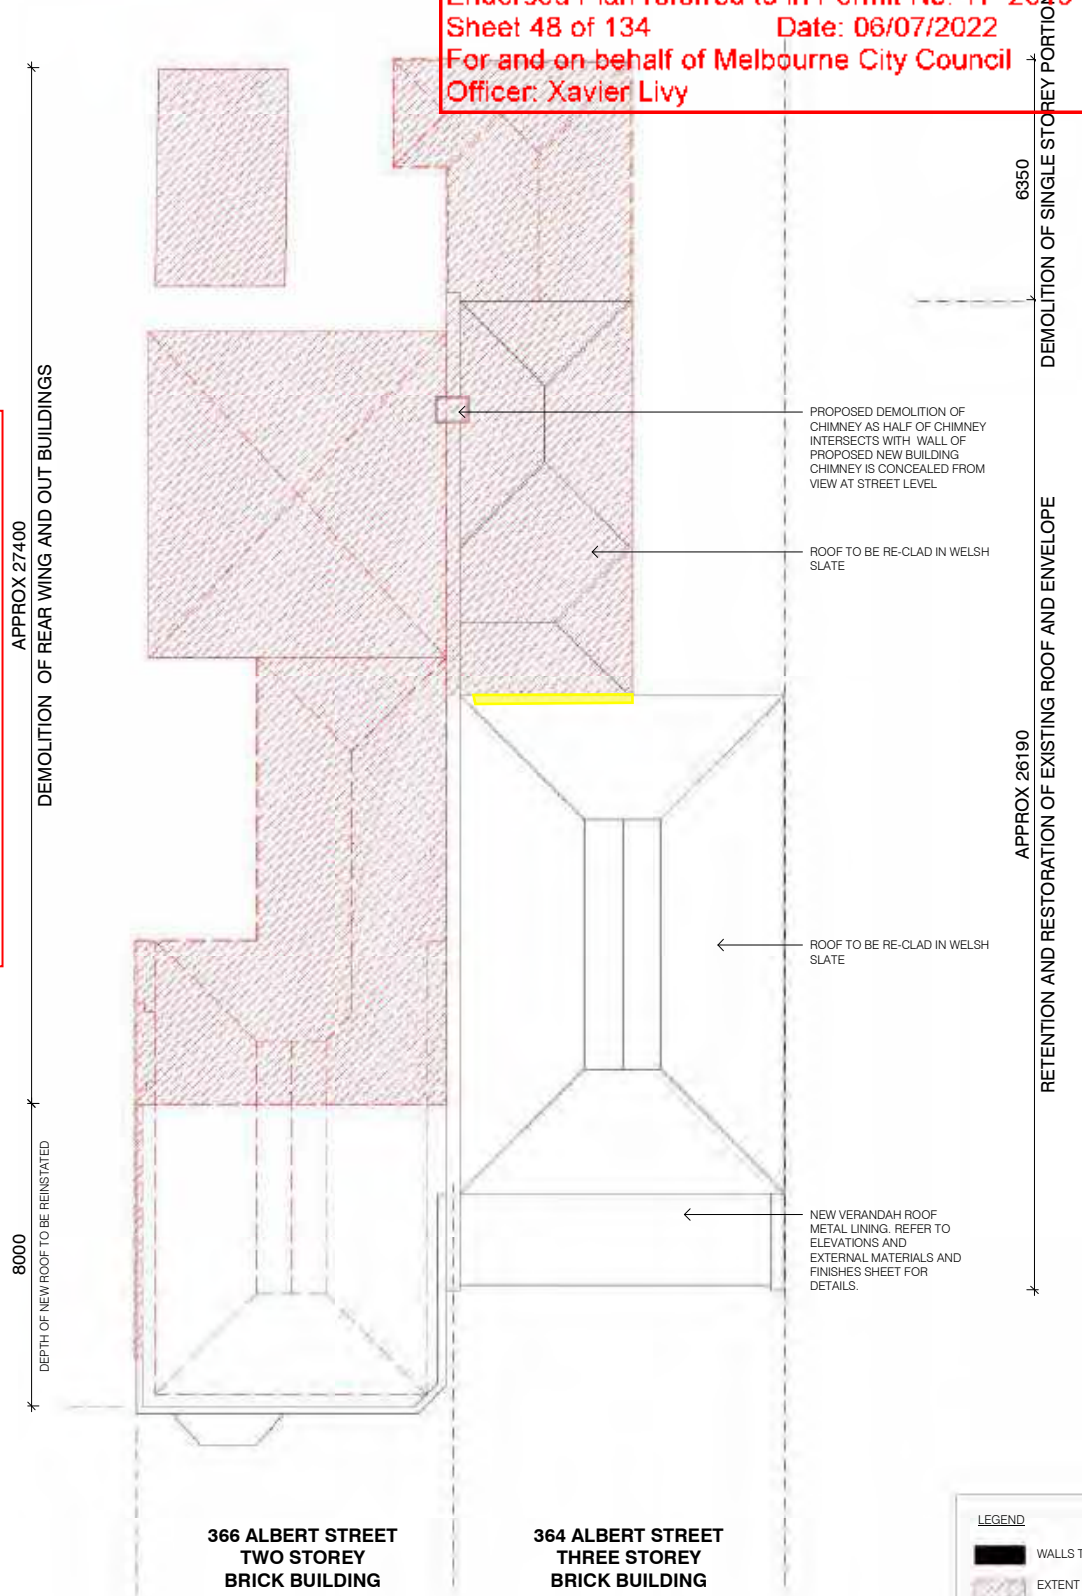 Sheet 48 of 134 Date: 06/07/2022
For and on behalf of Melbourne City Council
Officer: Xavier Livy
6350
DEMOLITION OF SINGLE STOREY PORTION
APPROX 27400
DEMOLITION OF REAR WING AND OUT BUILDINGS
PROPOSED DEMOLITION OF
CHIMNEY AS HALF OF CHIMNEY
INTERSECTS WITH WALL OF
PROPOSED NEW BUILDING
CHIMNEY IS CONCEALED FROM
VIEW AT STREET LEVEL
ROOF TO BE RE-CLAD IN WELSH
SLATE
APPROX 26190
RETENTION AND RESTORATION OF EXISTING ROOF AND ENVELOPE
ROOF TO BE RE-CLAD IN WELSH
SLATE
8000
DEPTH OF NEW ROOF TO BE REINSTATED
NEW VERANDAH ROOF
METAL LINING. REFER TO
ELEVATIONS AND
EXTERNAL MATERIALS AND
FINISHES SHEET FOR
DETAILS.
366 ALBERT STREET
TWO STOREY
BRICK BUILDING
364 ALBERT STREET
THREE STOREY
BRICK BUILDING
LEGEND
WALLS
EXTENT